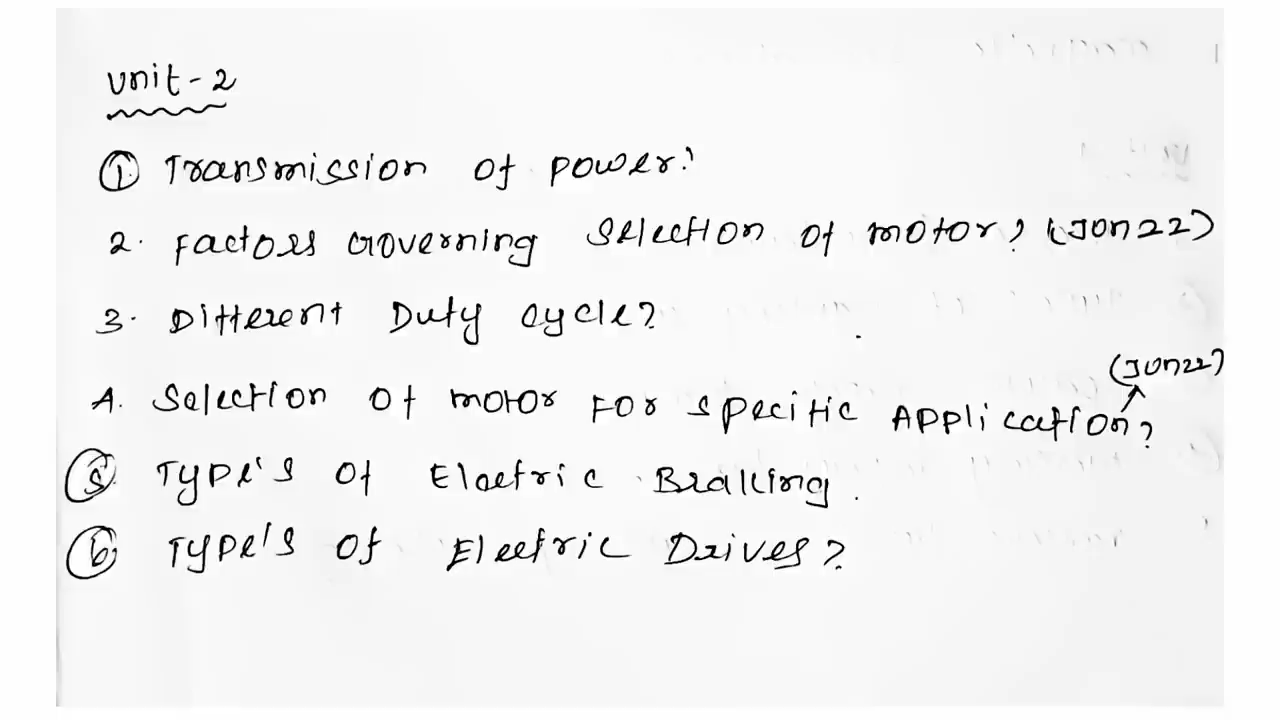 Unit-2
1. Transmission of power?
2. Factors Governing Selection of motor? (Jun22)
3. Different Duty cycle?
(Jun22)
4. Selection of motor For specific Application?
5. Type's of Electric Braking.
6. Type's of Electric Drives?